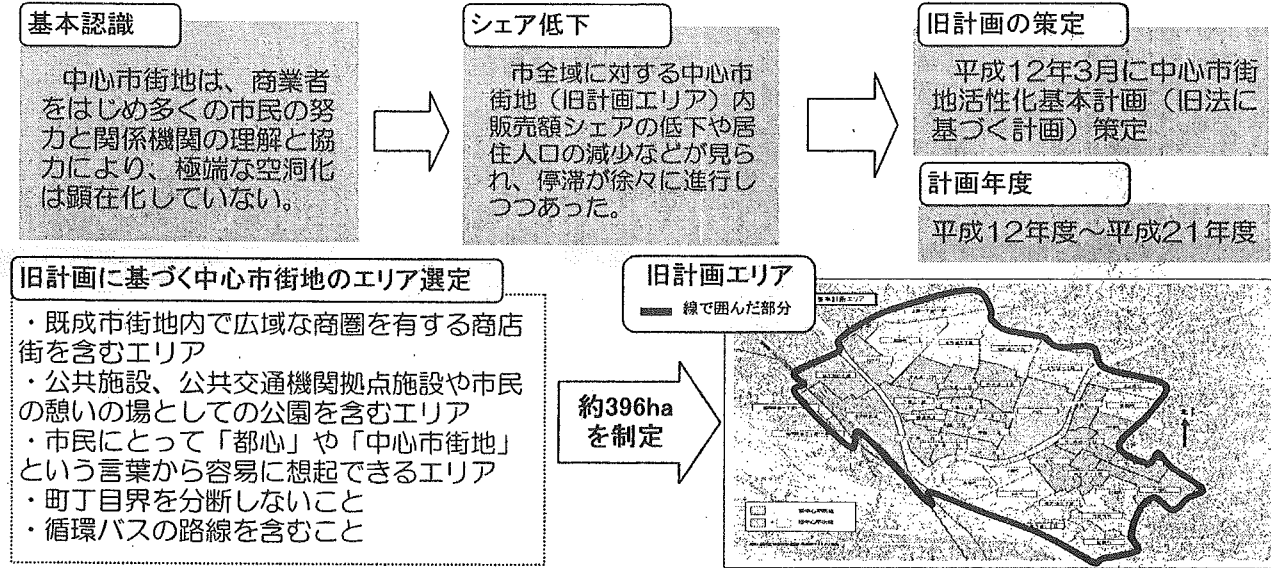 基本認識
中心市街地は、商業者
をはじめ多くの市民の努
力と関係機関の理解と協
力により、極端な空洞化
は顕在化していない。
シェア低下
市全域に対する中心市
街地（旧計画エリア）内
販売額シェアの低下や居
住人口の減少などが見ら
れ、停滞が徐々に進行し
つつあった。
旧計画の策定
平成12年3月に中心市街
地活性化基本計画（旧法に
基づく計画）策定
計画年度
平成12年度～平成21年度
旧計画に基づく中心市街地のエリア選定
・既成市街地内で広域な商圏を有する商店
街を含むエリア
・公共施設、公共交通機関拠点施設や市民
の憩いの場としての公園を含むエリア
・市民にとって「都心」や「中心市街地」
という言葉から容易に想起できるエリア
・町丁目界を分断しないこと
・循環バスの路線を含むこと
約396ha
を制定
旧計画エリア
線で囲んだ部分